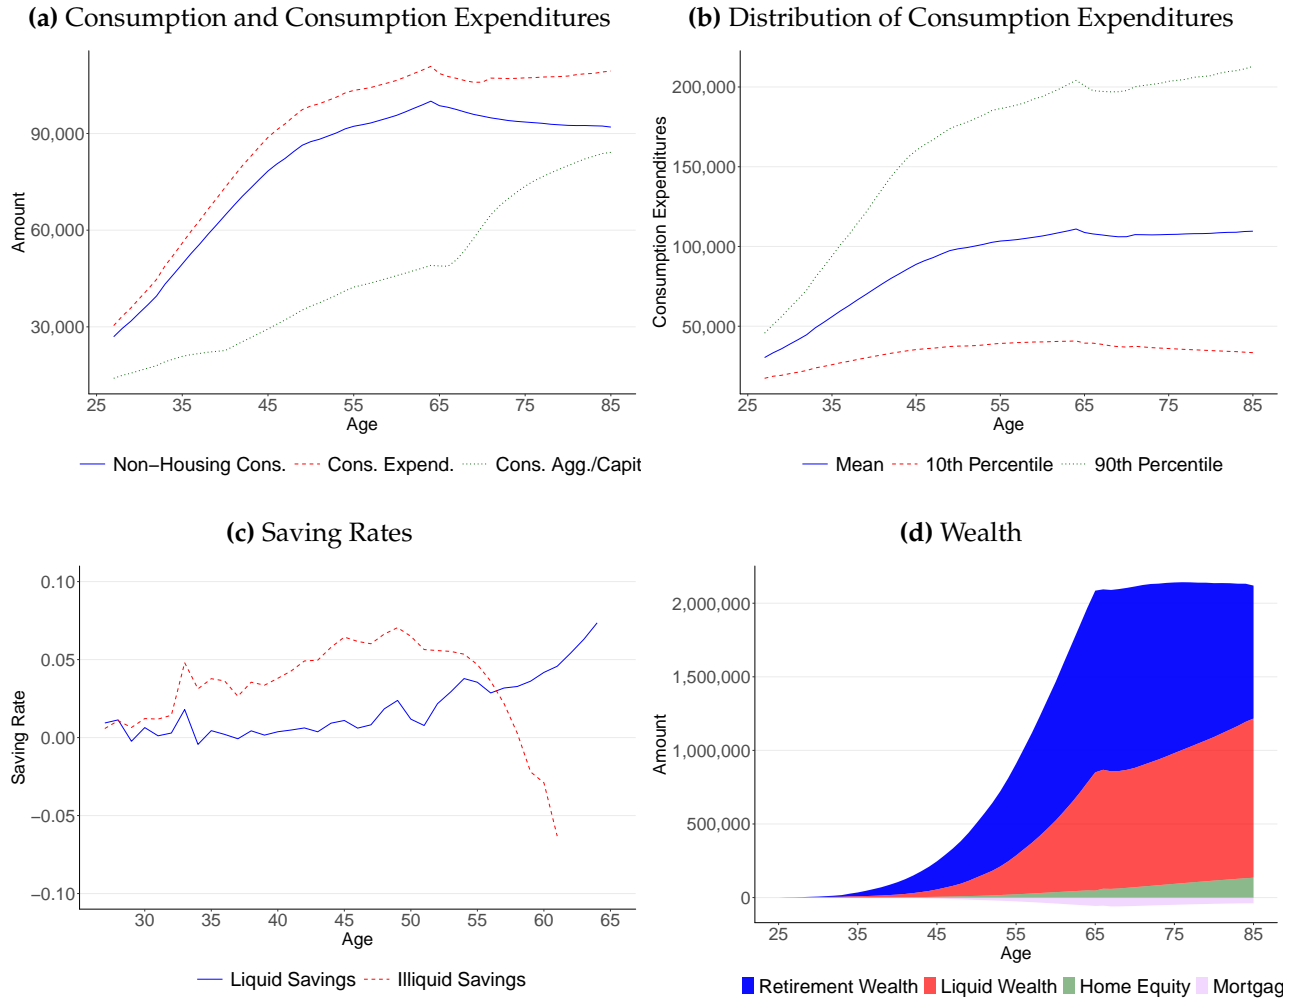 (a) Consumption and Consumption Expenditures
Amount
90,000
60,000
30,000
25 35 45 55 65 75 85
Age
Non−Housing Cons. Cons. Expend. Cons. Agg./Capit
(b) Distribution of Consumption Expenditures
Consumption Expenditures
200,000
150,000
100,000
50,000
25 35 45 55 65 75 85
Age
Mean 10th Percentile 90th Percentile
(c) Saving Rates
Saving Rate
0.10
0.05
0.00
−0.05
−0.10
30 35 40 45 50 55 60 65
Age
Liquid Savings Illiquid Savings
(d) Wealth
Amount
2,000,000
1,500,000
1,000,000
500,000
0
25 35 45 55 65 75 85
Age
Retirement Wealth Liquid Wealth Home Equity Mortgag